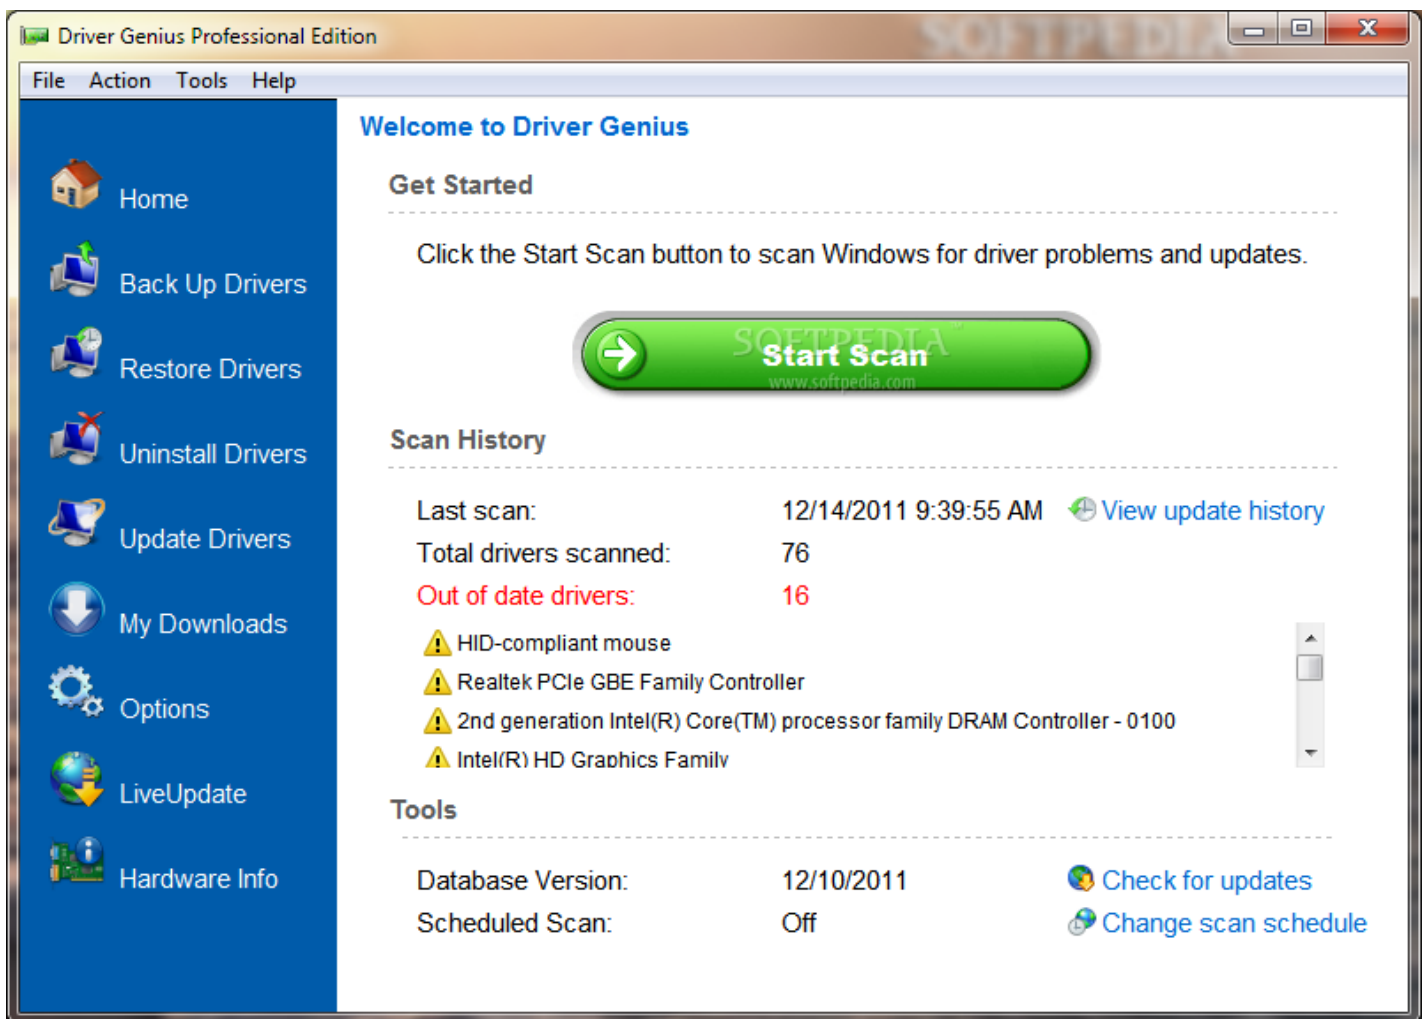 Driver Genius Professional Edition
SOFTPEDIA
File Action Tools Help
Welcome to Driver Genius
Get Started
Click the Start Scan button to scan Windows for driver problems and updates.
SOFTPEDIA®
Start Scan
www.softpedia.com
Scan History
Last scan: 12/14/2011 9:39:55 AM View update history
Total drivers scanned: 76
Out of date drivers: 16
HID-compliant mouse
Realtek PCIe GBE Family Controller
2nd generation Intel(R) Core(TM) processor family DRAM Controller - 0100
Intel(R) HD Graphics Family
Tools
Database Version: 12/10/2011 Check for updates
Scheduled Scan: Off Change scan schedule
Home
Back Up Drivers
Restore Drivers
Uninstall Drivers
Update Drivers
My Downloads
Options
LiveUpdate
Hardware Info